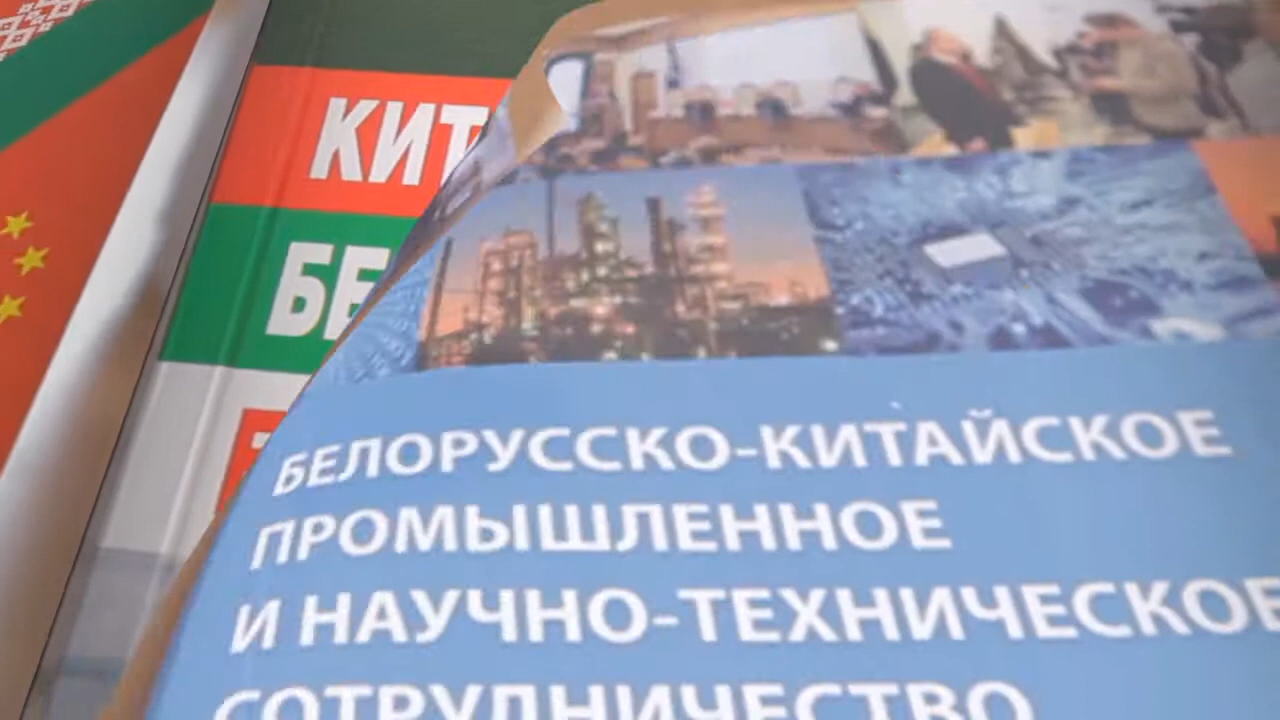 КИТ
БЕ
БЕЛОРУССКО-КИТАЙСКОЕ
ПРОМЫШЛЕННОЕ
И НАУЧНО-ТЕХНИЧЕСКОЕ
СОТРУДНИЧЕСТВО